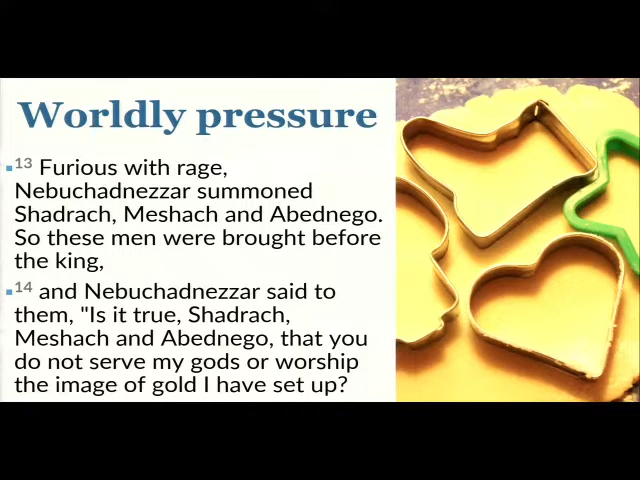 Worldly pressure
▪13 Furious with rage,
Nebuchadnezzar summoned
Shadrach, Meshach and Abednego.
So these men were brought before
the king,
▪14 and Nebuchadnezzar said to
them, "Is it true, Shadrach,
Meshach and Abednego, that you
do not serve my gods or worship
the image of gold I have set up?